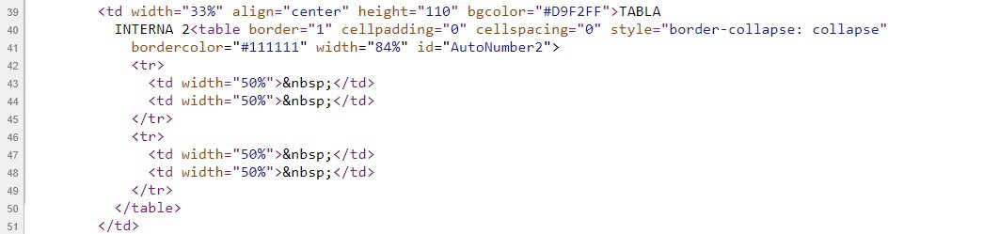 39 <td width="33%" align="center" height="110" bgcolor="#D9F2FF">TABLA
40 INTERNA 2<table border="1" cellpadding="0" cellspacing="0" style="border-collapse: collapse"
41 bordercolor="#111111" width="84%" id="AutoNumber2">
42 <tr>
43 <td width="50%">&nbsp;</td>
44 <td width="50%">&nbsp;</td>
45 </tr>
46 <tr>
47 <td width="50%">&nbsp;</td>
48 <td width="50%">&nbsp;</td>
49 </tr>
50 </table>
51 </td>